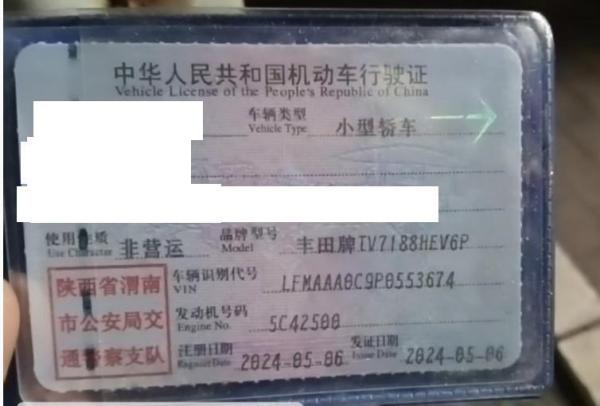 中华人民共和国机动车行驶证
Vehicle License of the People's Republic of China
车辆类型 小型轿车
Vehicle Type
使用性质 非营运 品牌型号 丰田牌TV7188HEV6P
Use Character Model
陕西省渭南
市公安局交
通警察支队
车辆识别代号 LFMAAA0C9P0553674
VIN
发动机号码 5C42500
Engine No.
注册日期 2024-05-06 发证日期 2024-05-06
Register Date Issue Date